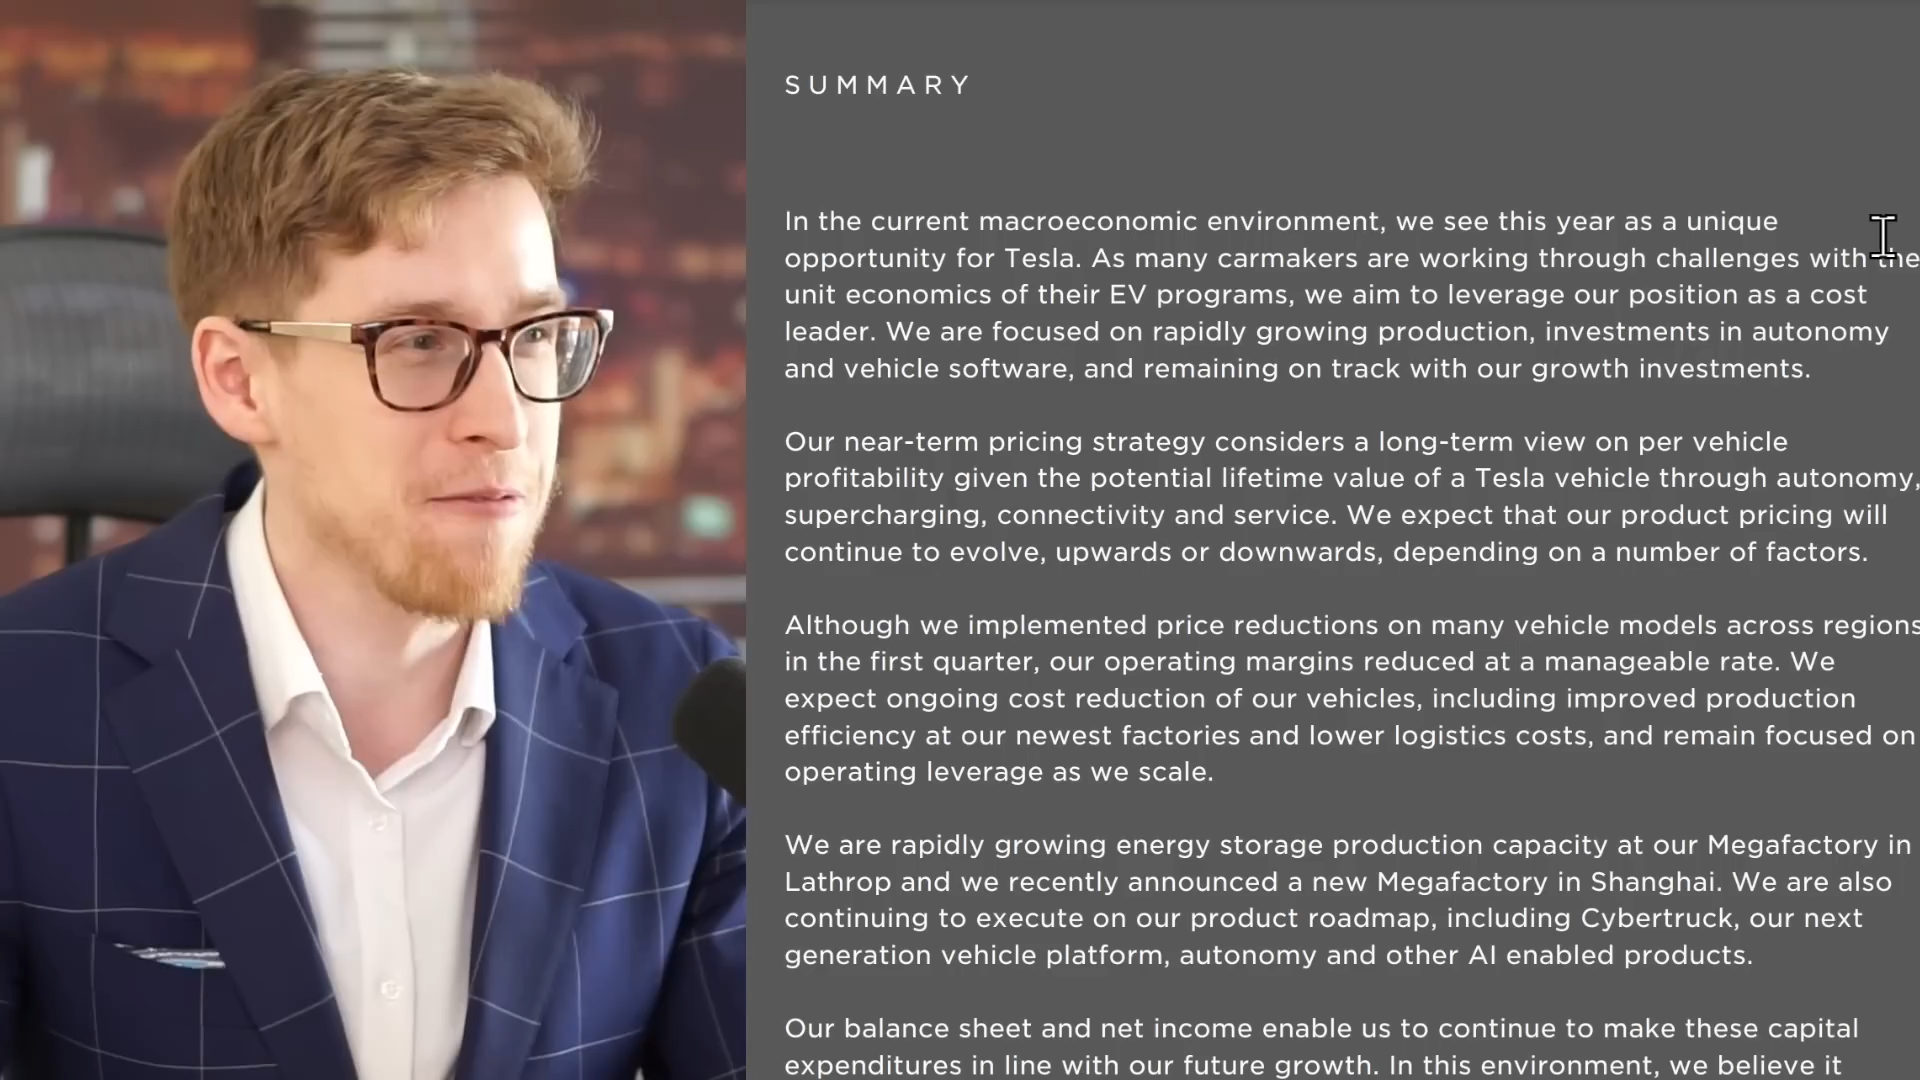 SUMMARY
In the current macroeconomic environment, we see this year as a unique
opportunity for Tesla. As many carmakers are working through challenges with the
unit economics of their EV programs, we aim to leverage our position as a cost
leader. We are focused on rapidly growing production, investments in autonomy
and vehicle software, and remaining on track with our growth investments.
Our near-term pricing strategy considers a long-term view on per vehicle
profitability given the potential lifetime value of a Tesla vehicle through autonomy,
supercharging, connectivity and service. We expect that our product pricing will
continue to evolve, upwards or downwards, depending on a number of factors.
Although we implemented price reductions on many vehicle models across regions
in the first quarter, our operating margins reduced at a manageable rate. We
expect ongoing cost reduction of our vehicles, including improved production
efficiency at our newest factories and lower logistics costs, and remain focused on
operating leverage as we scale.
We are rapidly growing energy storage production capacity at our Megafactory in
Lathrop and we recently announced a new Megafactory in Shanghai. We are also
continuing to execute on our product roadmap, including Cybertruck, our next
generation vehicle platform, autonomy and other AI enabled products.
Our balance sheet and net income enable us to continue to make these capital
expenditures in line with our future growth. In this environment, we believe it